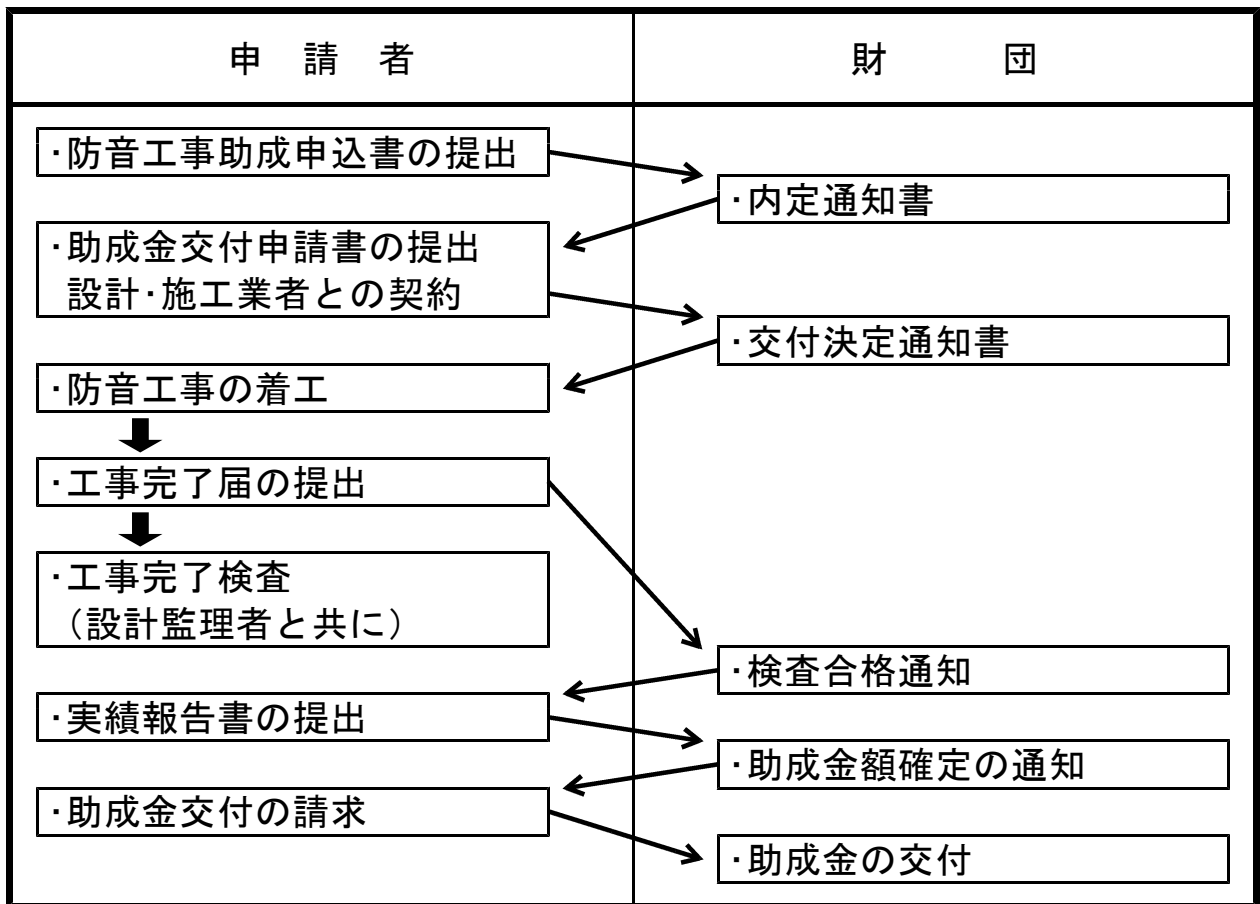 申　請　者
財　　　団
・防音工事助成申込書の提出
・内定通知書
・助成金交付申請書の提出
設計・施工業者との契約
・交付決定通知書
・防音工事の着工
・工事完了届の提出
・工事完了検査
（設計監理者と共に）
・検査合格通知
・実績報告書の提出
・助成金額確定の通知
・助成金交付の請求
・助成金の交付